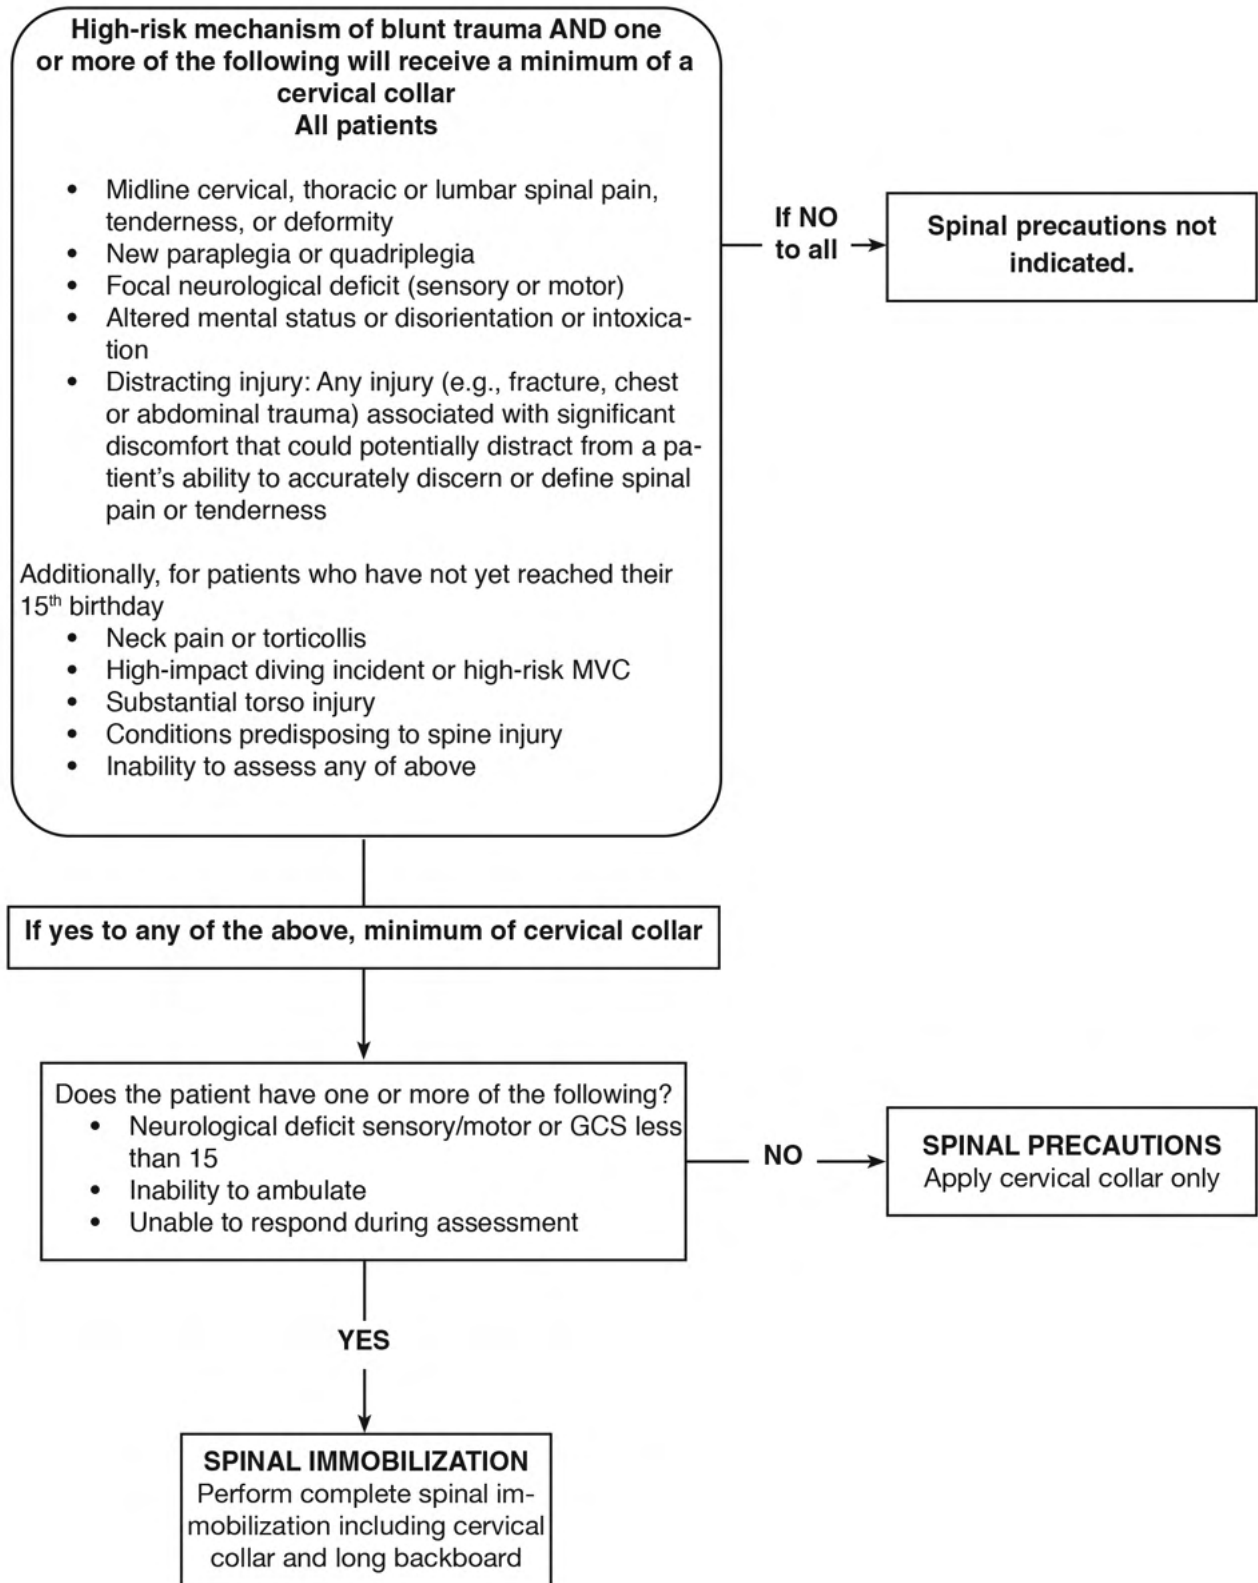 High-risk mechanism of blunt trauma AND one
or more of the following will receive a minimum of a
cervical collar
All patients
• Midline cervical, thoracic or lumbar spinal pain,
tenderness, or deformity
• New paraplegia or quadriplegia
• Focal neurological deficit (sensory or motor)
• Altered mental status or disorientation or intoxica-
tion
• Distracting injury: Any injury (e.g., fracture, chest
or abdominal trauma) associated with significant
discomfort that could potentially distract from a pa-
tient's ability to accurately discern or define spinal
pain or tenderness
Additionally, for patients who have not yet reached their
15th birthday
• Neck pain or torticollis
• High-impact diving incident or high-risk MVC
• Substantial torso injury
• Conditions predisposing to spine injury
• Inability to assess any of above
If NO
to all
Spinal precautions not
indicated.
If yes to any of the above, minimum of cervical collar
Does the patient have one or more of the following?
• Neurological deficit sensory/motor or GCS less
than 15
• Inability to ambulate
• Unable to respond during assessment
NO
SPINAL PRECAUTIONS
Apply cervical collar only
YES
SPINAL IMMOBILIZATION
Perform complete spinal im-
mobilization including cervical
collar and long backboard